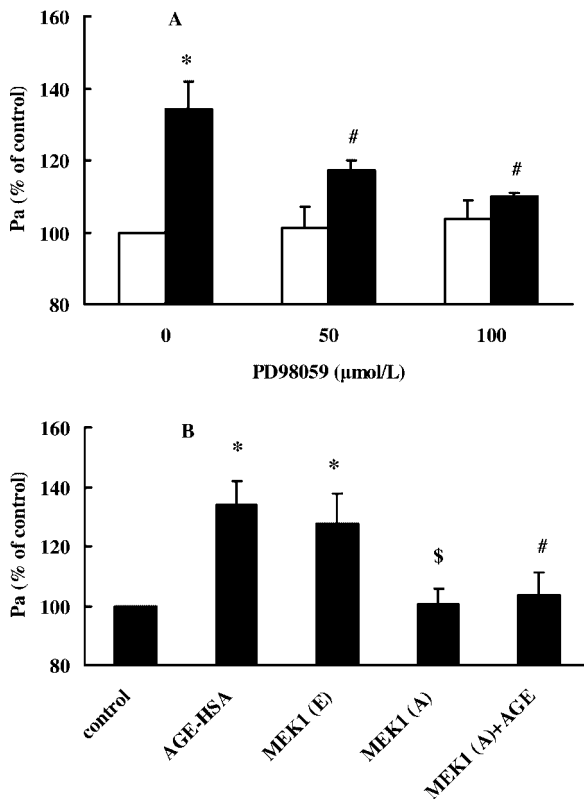 160
A
*
140
#
#
120
100
80
Pa (% of control)
0
50
100
PD98059 (µmol/L)
160
B
*
*
140
120
$
#
100
80
Pa (% of control)
control
AGE-HSA
MEK1 (E)
MEK1 (A)
MEK1 (A)+AGE